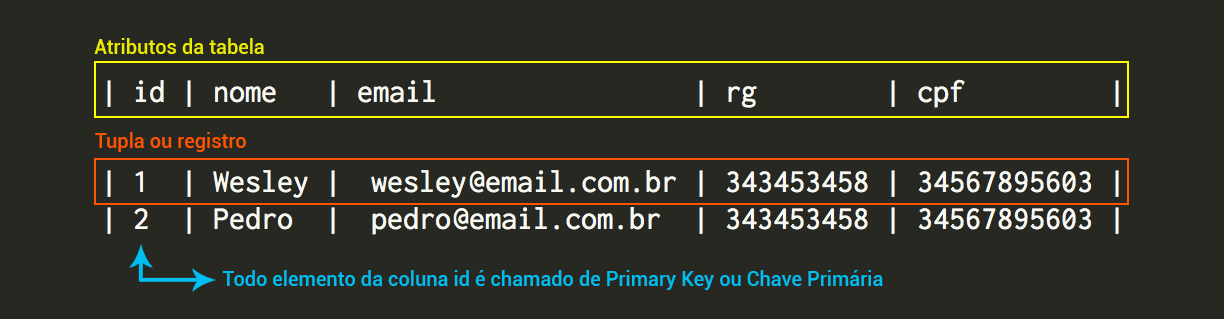 Atributos da tabela
| id | nome | email | rg | cpf |
Tupla ou registro
| 1 | Wesley | wesley@email.com.br | 343453458 | 34567895603 |
| 2 | Pedro | pedro@email.com.br | 343453458 | 34567895603 |
Todo elemento da coluna id é chamado de Primary Key ou Chave Primária